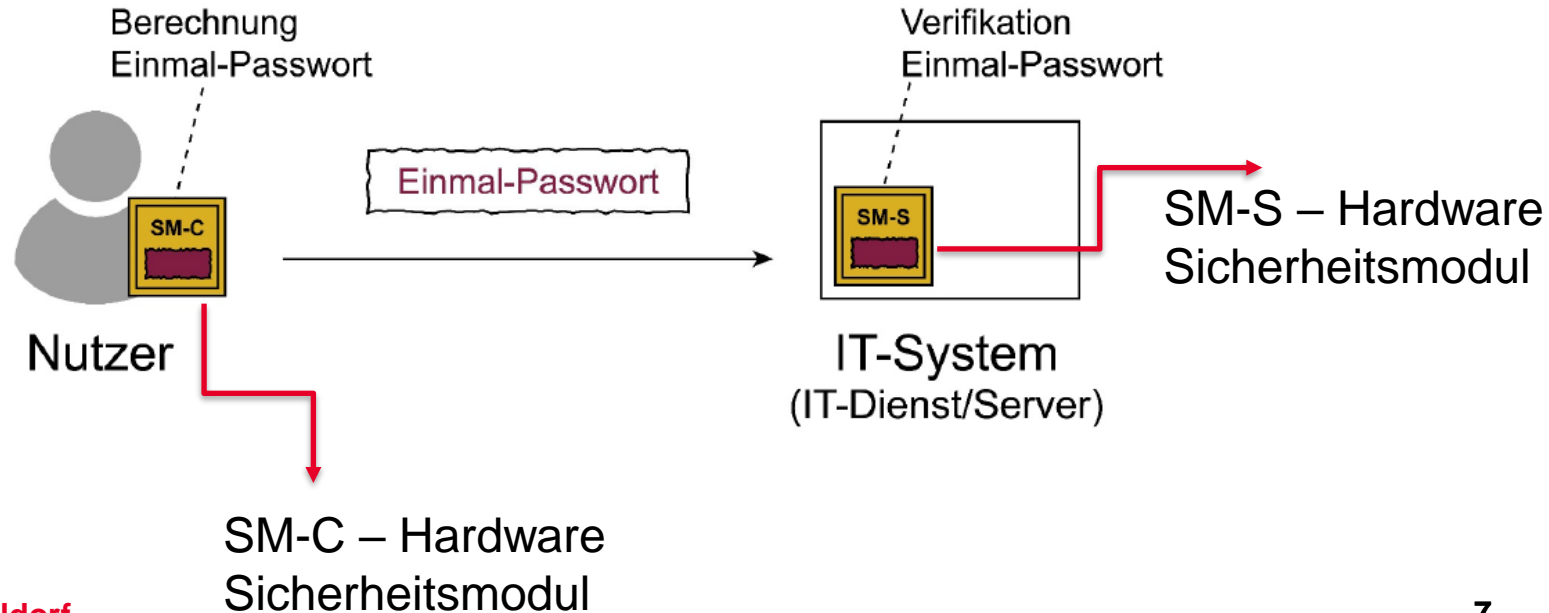 Berechnung
Einmal-Passwort
Verifikation
Einmal-Passwort
Einmal-Passwort
SM-C
SM-S
SM-S – Hardware
Sicherheitsmodul
Nutzer
IT-System
(IT-Dienst/Server)
SM-C – Hardware
Sicherheitsmodul